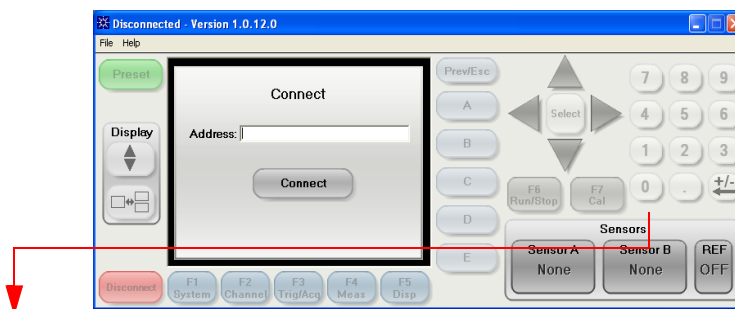 Disconnected - Version 1.0.12.0
File Help
Preset
Connect
Address:
Connect
Display
Disconnect
F1 System
F2 Channel
F3 Trig/Acq
F4 Meas
F5 Disp
Prev/Esc
A
B
C
D
E
Select
F6 Run/Stop
F7 Cal
7 8 9
4 5 6
1 2 3
0 . +/-
Sensors
Sensor A
None
Sensor B
None
REF
OFF